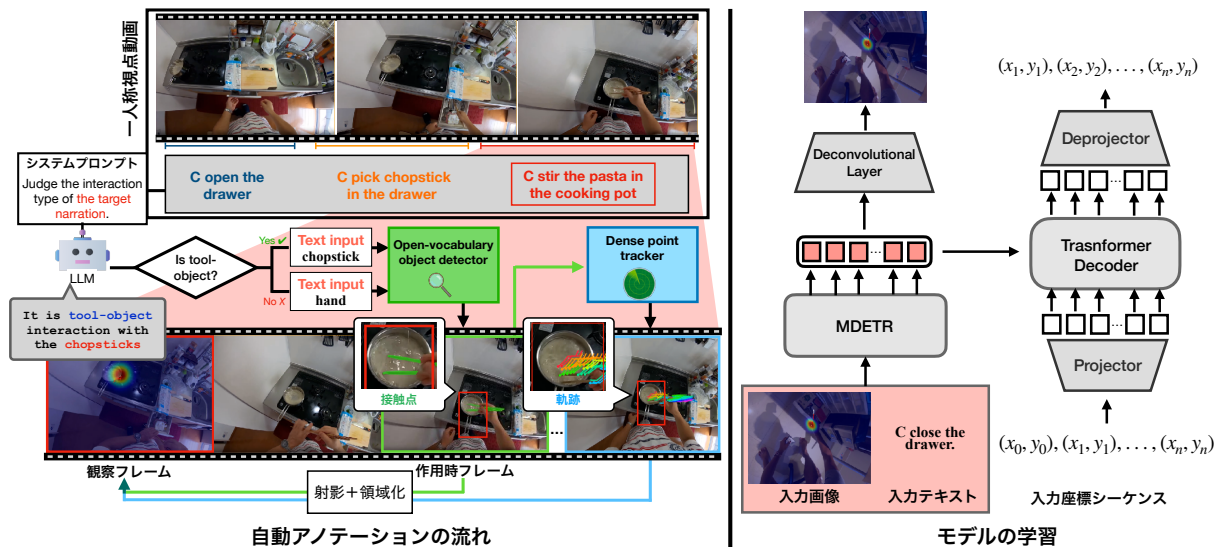 一人称視点動画
システムプロンプト
Judge the interaction
type of the target
narration.
C open the
drawer
C pick chopstick
in the drawer
C stir the pasta in
the cooking pot
LLM
Is tool-
object?
Yes ✔
No X
Text input
chopstick
Text input
hand
Open-vocabulary
object detector
Dense point
tracker
It is tool-object
interaction with
the chopsticks
接触点
軌跡
...
観察フレーム
作用時フレーム
射影＋領域化
自動アノテーションの流れ
Deconvolutional
Layer
MDETR
C close the
drawer.
入力画像
入力テキスト
(x₁, y₁), (x₂, y₂), . . . , (xₙ, yₙ)
Deprojector
...
Trasnformer
Decoder
...
Projector
(x₀, y₀), (x₁, y₁), . . . , (xₙ, yₙ)
入力座標シーケンス
モデルの学習